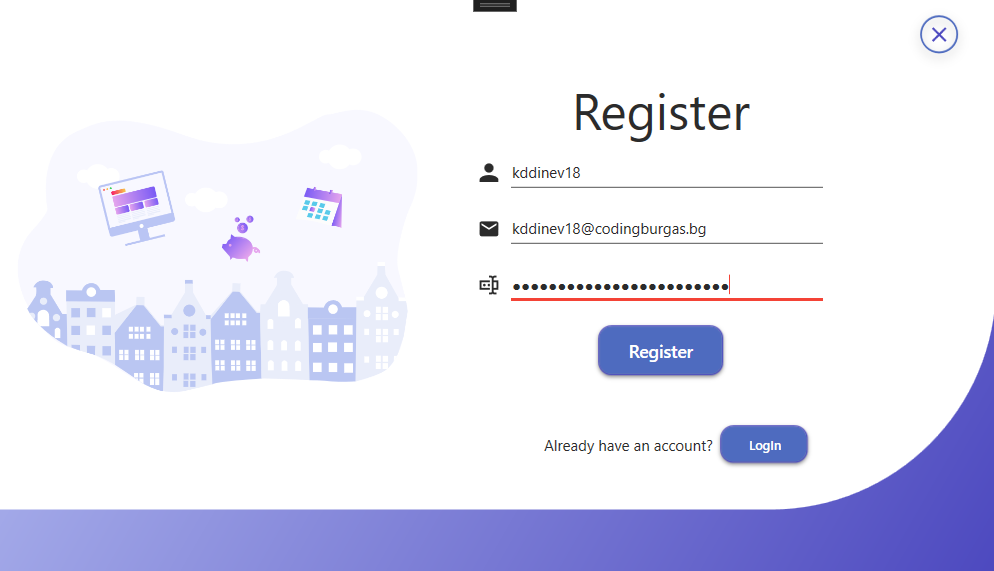 Register
kddinev18
kddinev18@codingburgas.bg
••••••••••••••••••••••••
Register
Already have an account?
LogIn